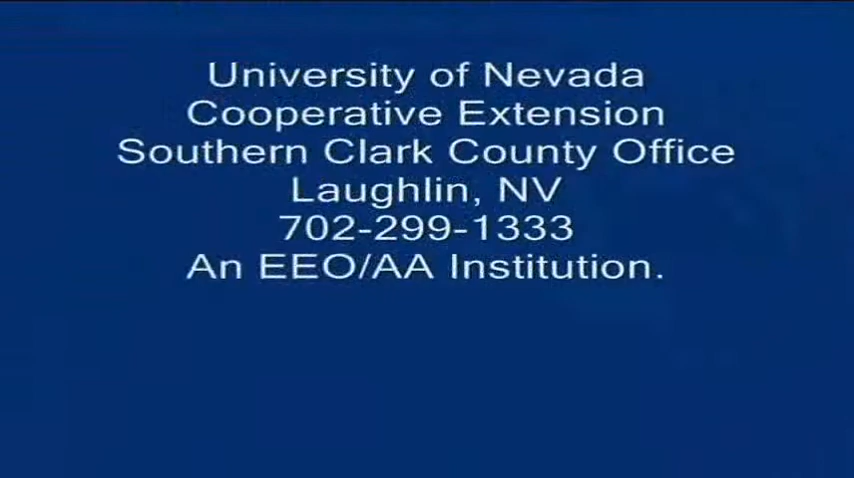 University of Nevada
Cooperative Extension
Southern Clark County Office
Laughlin, NV
702-299-1333
An EEO/AA Institution.